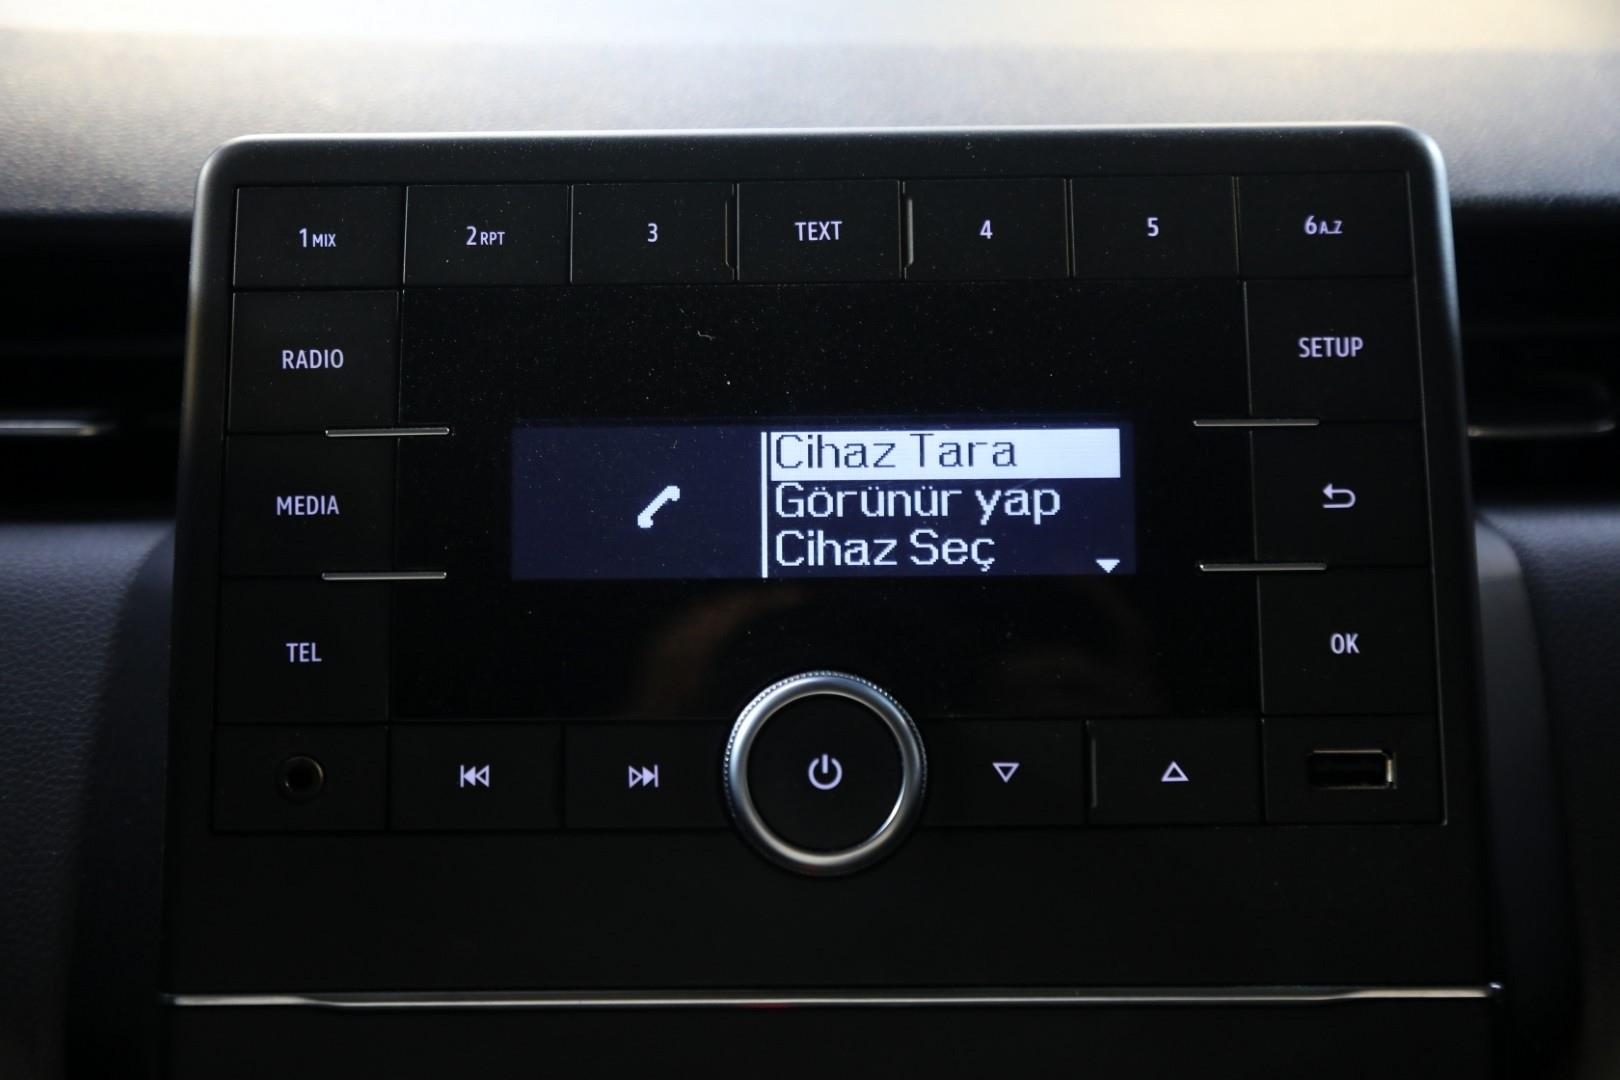 1MIX 2RPT 3 TEXT 4 5 6A..Z
RADIO
SETUP
Cihaz Tara
Görünür yap
Cihaz Seç
MEDIA
TEL
OK